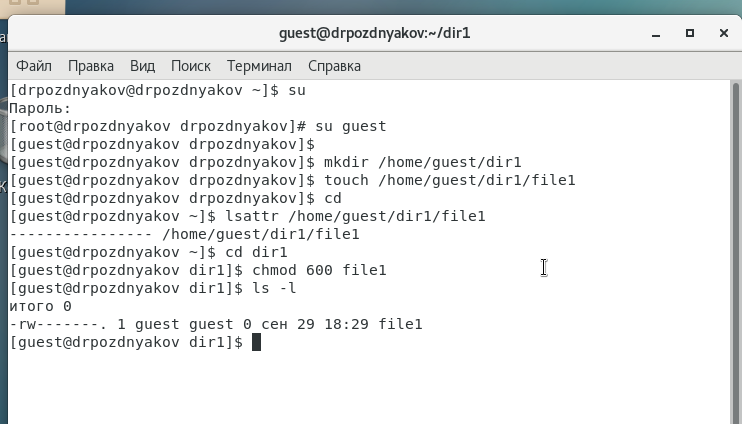 guest@drpozdnyakov:~/dir1
Файл Правка Вид Поиск Терминал Справка
[drpozdnyakov@drpozdnyakov ~]$ su
Пароль:
[root@drpozdnyakov drpozdnyakov]# su guest
[guest@drpozdnyakov drpozdnyakov]$
[guest@drpozdnyakov drpozdnyakov]$ mkdir /home/guest/dir1
[guest@drpozdnyakov drpozdnyakov]$ touch /home/guest/dir1/file1
[guest@drpozdnyakov drpozdnyakov]$ cd
[guest@drpozdnyakov ~]$ lsattr /home/guest/dir1/file1
---------------- /home/guest/dir1/file1
[guest@drpozdnyakov ~]$ cd dir1
[guest@drpozdnyakov dir1]$ chmod 600 file1
[guest@drpozdnyakov dir1]$ ls -l
итого 0
-rw-------. 1 guest guest 0 сен 29 18:29 file1
[guest@drpozdnyakov dir1]$